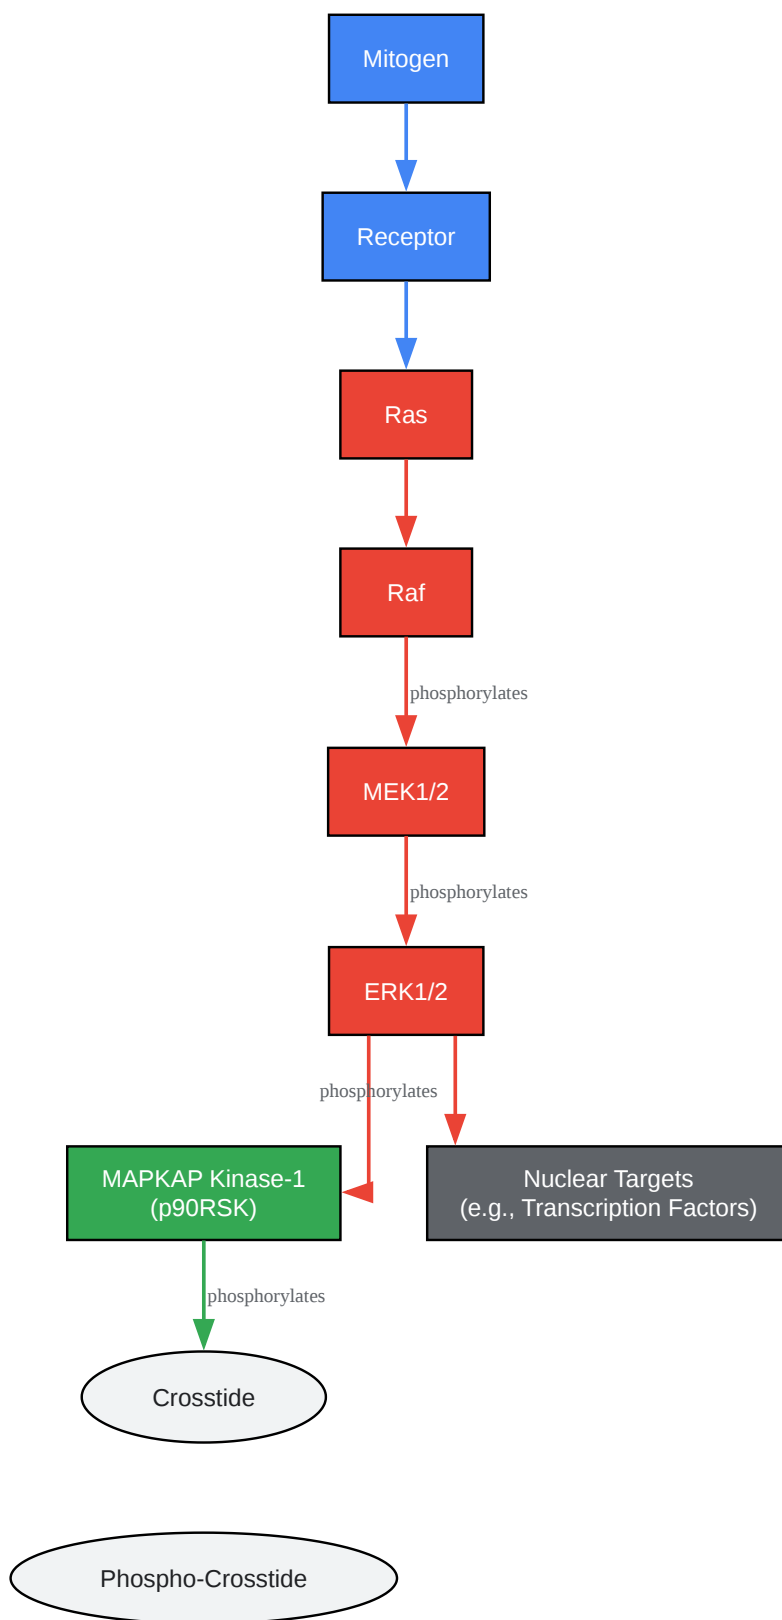 Mitogen
Receptor
Ras
Raf
phosphorylates
MEK1/2
phosphorylates
ERK1/2
phosphorylates
MAPKAP Kinase-1
(p90RSK)
Nuclear Targets
(e.g., Transcription Factors)
phosphorylates
Crosstide
Phospho-Crosstide